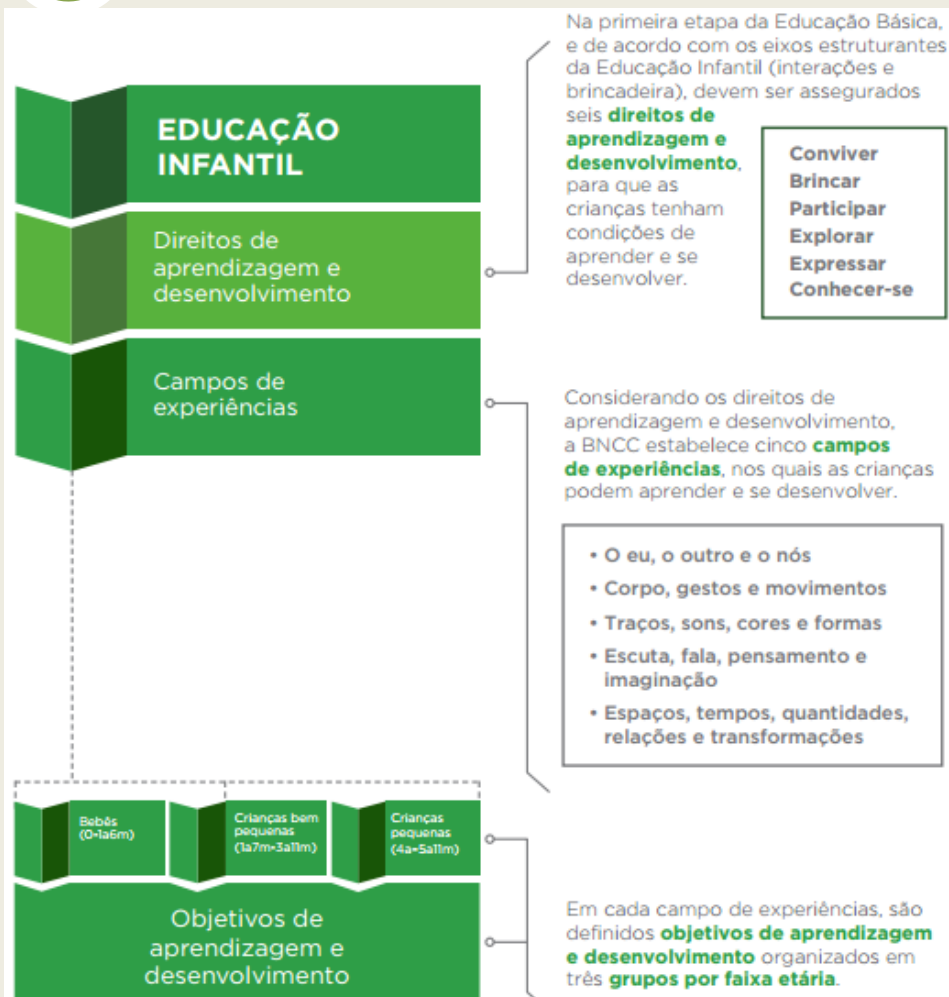 Na primeira etapa da Educação Básica,
e de acordo com os eixos estruturantes
da Educação Infantil (interações e
brincadeira), devem ser assegurados
seis direitos de
aprendizagem e
desenvolvimento,
para que as
crianças tenham
condições de
aprender e se
desenvolver.
Conviver
Brincar
Participar
Explorar
Expressar
Conhecer-se
EDUCAÇÃO
INFANTIL
Direitos de
aprendizagem e
desenvolvimento
Campos de
experiências
Considerando os direitos de
aprendizagem e desenvolvimento,
a BNCC estabelece cinco campos
de experiências, nos quais as crianças
podem aprender e se desenvolver.
• O eu, o outro e o nós
• Corpo, gestos e movimentos
• Traços, sons, cores e formas
• Escuta, fala, pensamento e
imaginação
• Espaços, tempos, quantidades,
relações e transformações
Bebês
(0-1a6m)
Crianças bem
pequenas
(1a7m-3a11m)
Crianças
pequenas
(4a-5a11m)
Objetivos de
aprendizagem e
desenvolvimento
Em cada campo de experiências, são
definidos objetivos de aprendizagem
e desenvolvimento organizados em
três grupos por faixa etária.